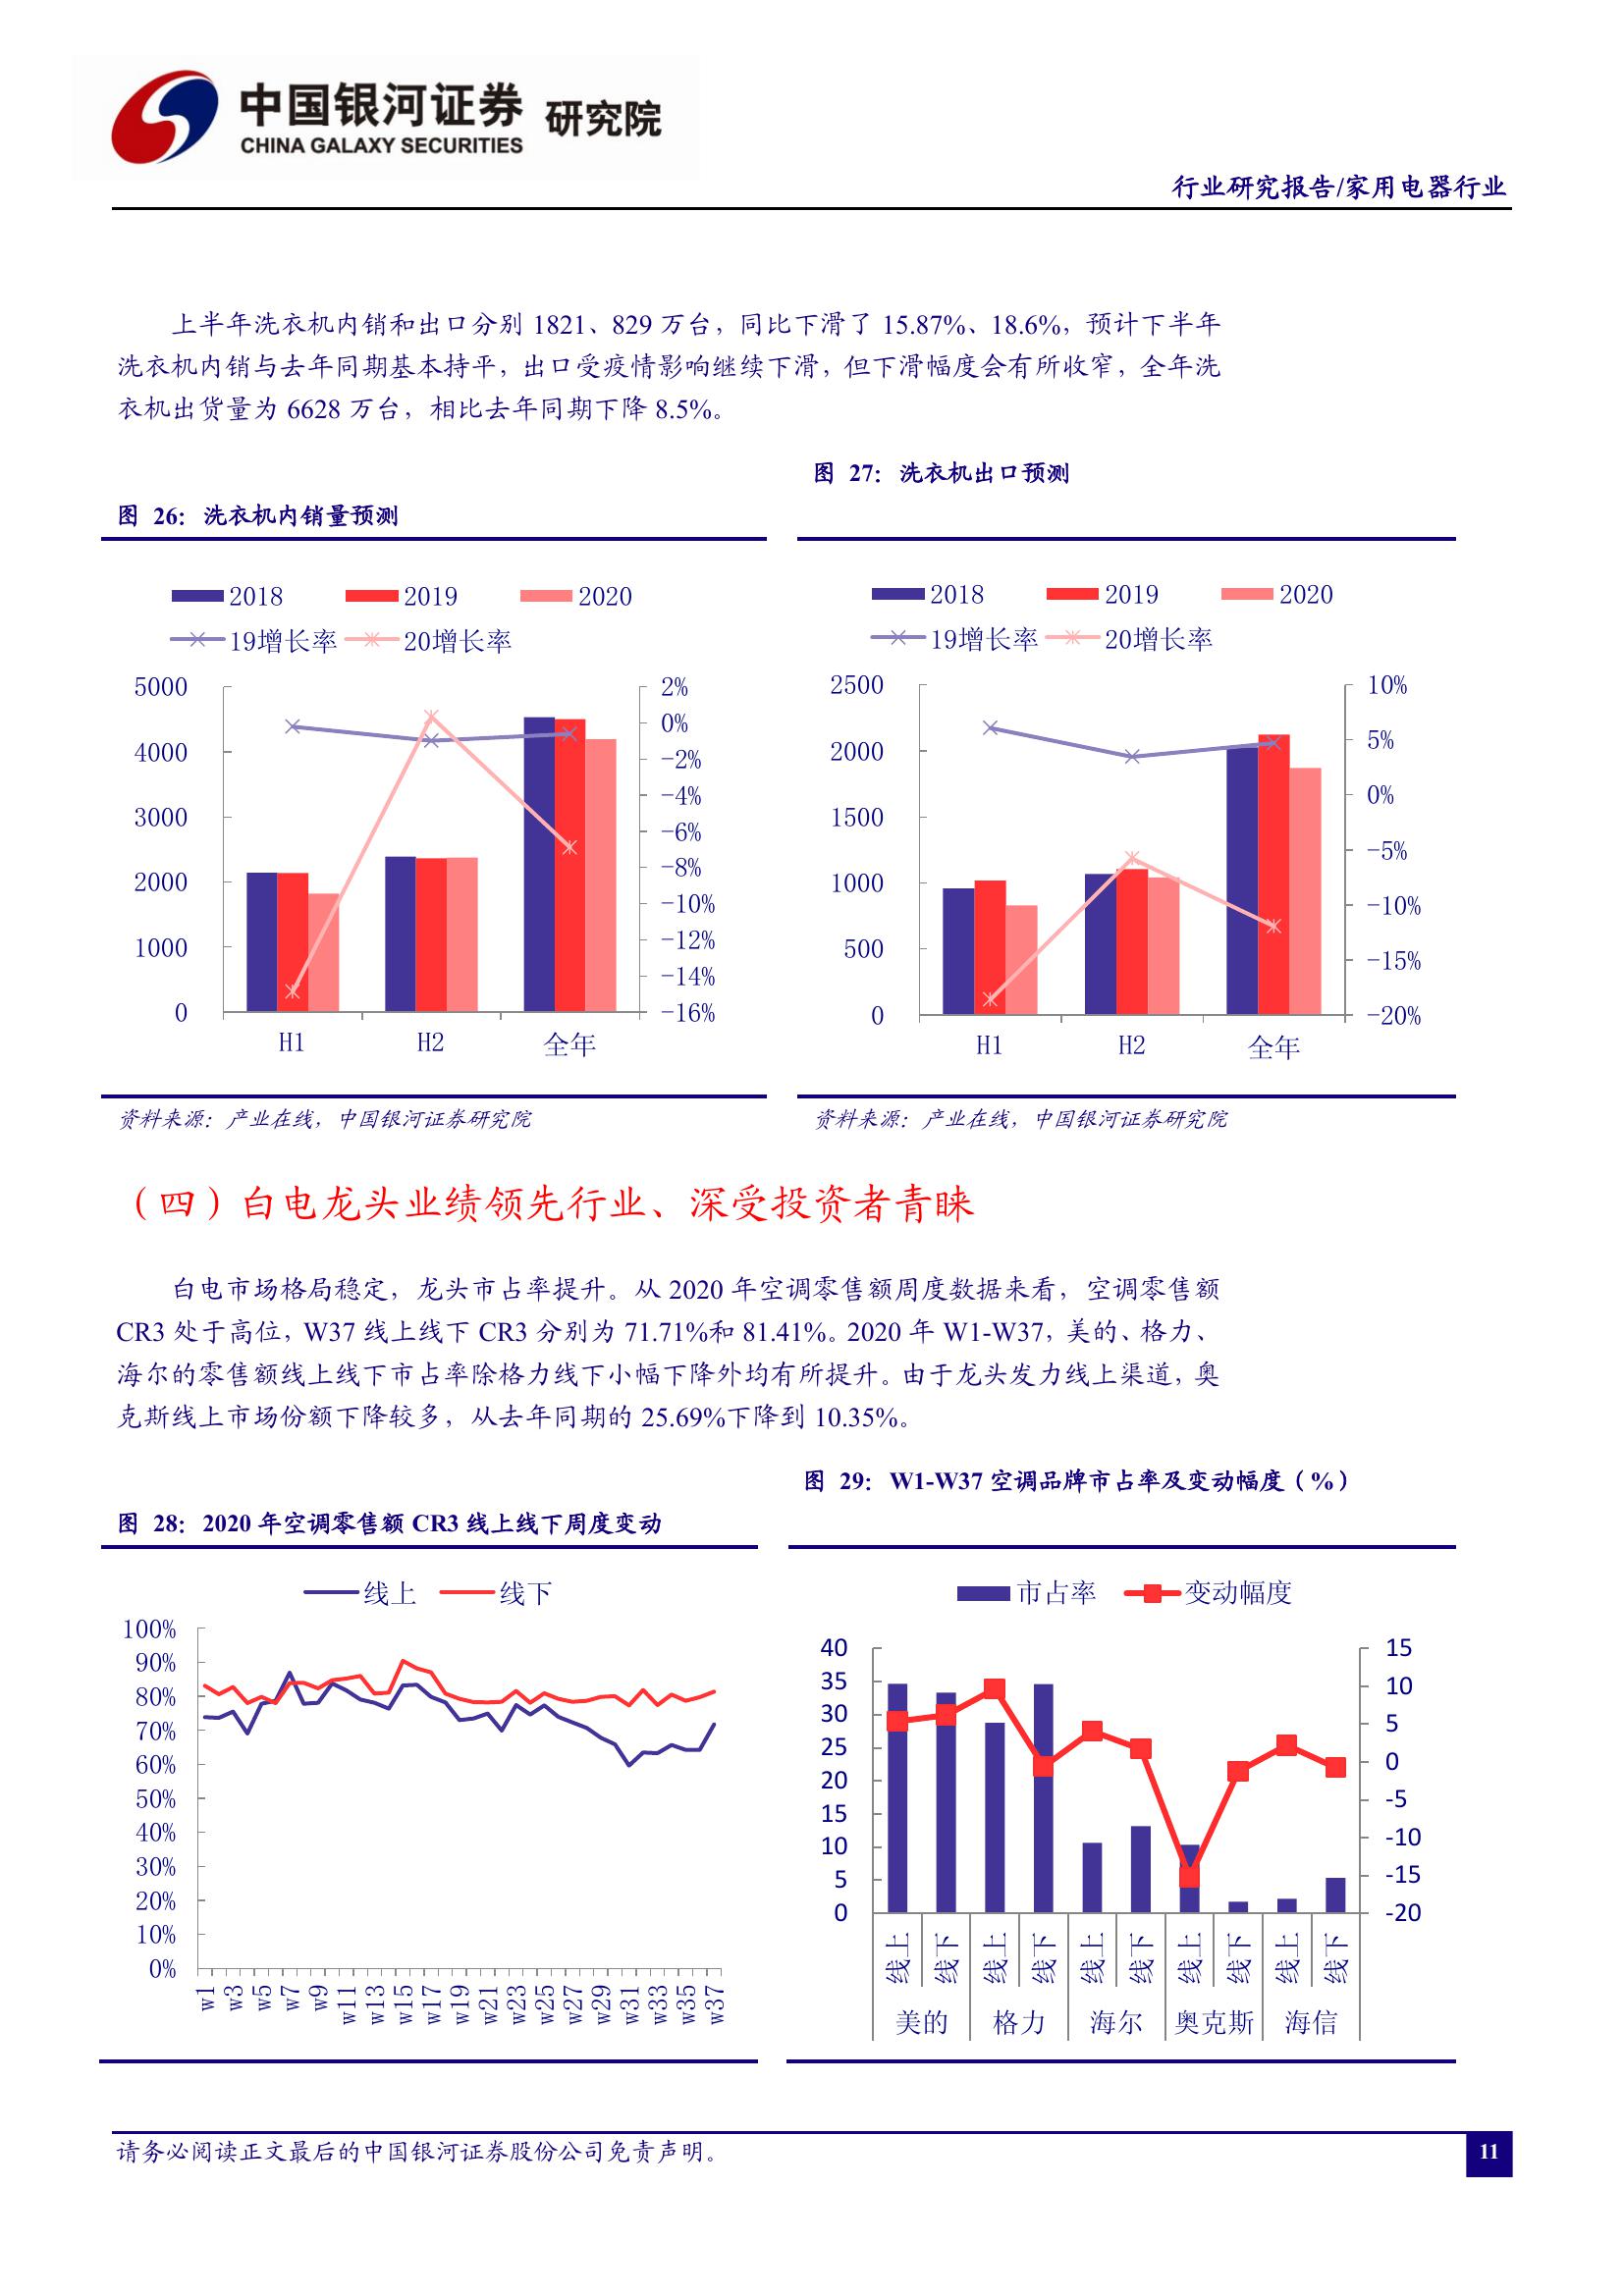 中国银河证券 研究院
CHINA GALAXY SECURITIES
行业研究报告/家用电器行业
上半年洗衣机内销和出口分别 1821、829 万台，同比下滑了 15.87%、18.6%，预计下半年
洗衣机内销与去年同期基本持平，出口受疫情影响继续下滑，但下滑幅度会有所收窄，全年洗
衣机出货量为 6628 万台，相比去年同期下降 8.5%。
图 26：洗衣机内销量预测
2018 2019 2020
19增长率 20增长率
5000 2%
0%
4000 -2%
-4%
3000 -6%
-8%
2000 -10%
-12%
1000 -14%
0 -16%
H1 H2 全年
资料来源：产业在线，中国银河证券研究院
图 27：洗衣机出口预测
2018 2019 2020
19增长率 20增长率
2500 10%
2000 5%
0%
1500
-5%
1000
-10%
500 -15%
0 -20%
H1 H2 全年
资料来源：产业在线，中国银河证券研究院
（四）白电龙头业绩领先行业、深受投资者青睐
白电市场格局稳定，龙头市占率提升。从 2020 年空调零售额周度数据来看，空调零售额
CR3 处于高位，W37 线上线下 CR3 分别为 71.71%和 81.41%。2020 年 W1-W37，美的、格力、
海尔的零售额线上线下市占率除格力线下小幅下降外均有所提升。由于龙头发力线上渠道，奥
克斯线上市场份额下降较多，从去年同期的 25.69%下降到 10.35%。
图 28：2020 年空调零售额 CR3 线上线下周度变动
线上 线下
100%
90%
80%
70%
60%
50%
40%
30%
20%
10%
0%
w1 w3 w5 w7 w9 w11 w13 w15 w17 w19 w21 w23 w25 w27 w29 w31 w33 w35 w37
图 29：W1-W37 空调品牌市占率及变动幅度（%）
市占率 变动幅度
40 15
35 10
30 5
25 0
20 -5
15 -10
10 -15
5
0 -20
线上 线下 线上 线下 线上 线下 线上 线下 线上 线下
美的 格力 海尔 奥克斯 海信
请务必阅读正文最后的中国银河证券股份公司免责声明。
11